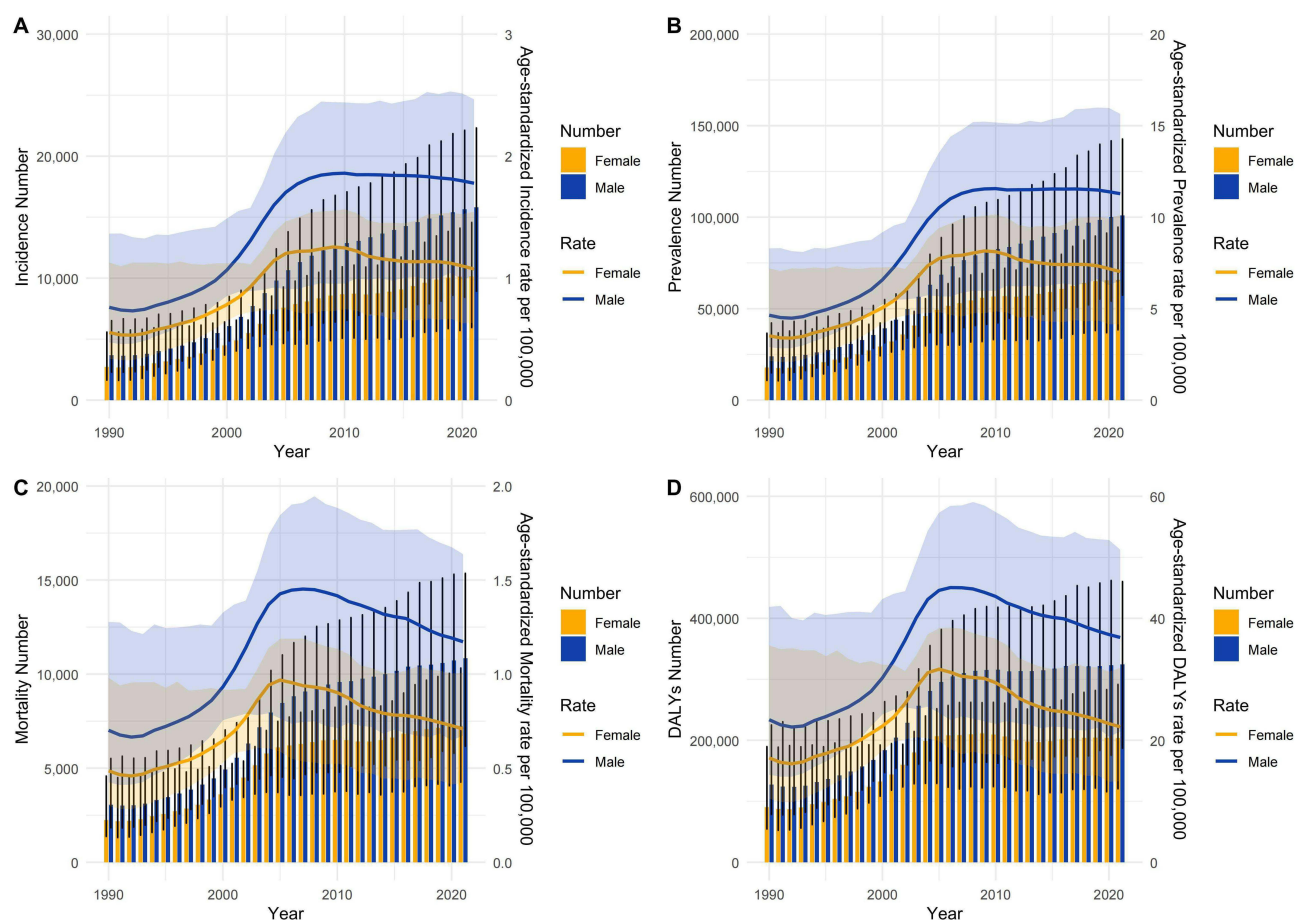 A
30,000
20,000
10,000
0
Incidence Number
3
2
1
0
Age-standardized Incidence rate per 100,000
1990
2000
2010
2020
Year
Number
Female
Male
Rate
Female
Male
B
200,000
150,000
100,000
50,000
0
Prevalence Number
20
15
10
5
0
Age-standardized Prevalence rate per 100,000
1990
2000
2010
2020
Year
Number
Female
Male
Rate
Female
Male
C
20,000
15,000
10,000
5,000
0
Mortality Number
2.0
1.5
1.0
0.5
0.0
Age-standardized Mortality rate per 100,000
1990
2000
2010
2020
Year
Number
Female
Male
Rate
Female
Male
D
600,000
400,000
200,000
0
DALYs Number
60
40
20
0
Age-standardized DALYs rate per 100,000
1990
2000
2010
2020
Year
Number
Female
Male
Rate
Female
Male